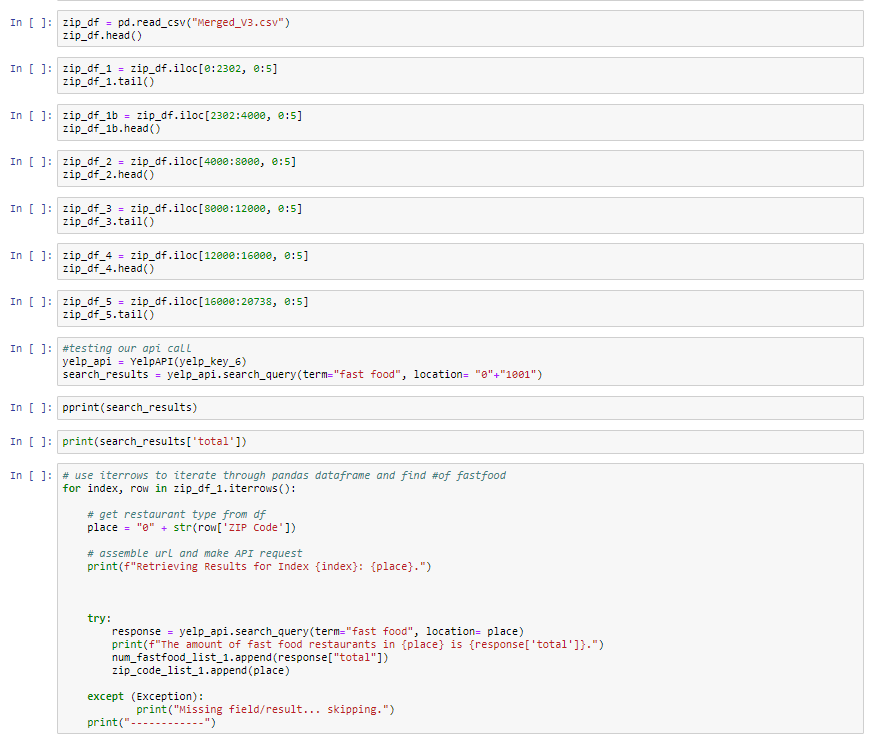 In [ ]: zip_df = pd.read_csv("Merged_V3.csv")
zip_df.head()
In [ ]: zip_df_1 = zip_df.iloc[0:2302, 0:5]
zip_df_1.tail()
In [ ]: zip_df_1b = zip_df.iloc[2302:4000, 0:5]
zip_df_1b.head()
In [ ]: zip_df_2 = zip_df.iloc[4000:8000, 0:5]
zip_df_2.head()
In [ ]: zip_df_3 = zip_df.iloc[8000:12000, 0:5]
zip_df_3.tail()
In [ ]: zip_df_4 = zip_df.iloc[12000:16000, 0:5]
zip_df_4.head()
In [ ]: zip_df_5 = zip_df.iloc[16000:20738, 0:5]
zip_df_5.tail()
In [ ]: #testing our api call
yelp_api = YelpAPI(yelp_key_6)
search_results = yelp_api.search_query(term="fast food", location= "0"+"1001")
In [ ]: pprint(search_results)
In [ ]: print(search_results['total'])
In [ ]: # use iterrows to iterate through pandas dataframe and find #of fastfood
for index, row in zip_df_1.iterrows():
# get restaurant type from df
place = "0" + str(row['ZIP Code'])
# assemble url and make API request
print(f"Retrieving Results for Index {index}: {place}.")
try:
response = yelp_api.search_query(term="fast food", location= place)
print(f"The amount of fast food restaurants in {place} is {response['total']}.")
num_fastfood_list_1.append(response["total"])
zip_code_list_1.append(place)
except (Exception):
print("Missing field/result... skipping.")
print("------------")